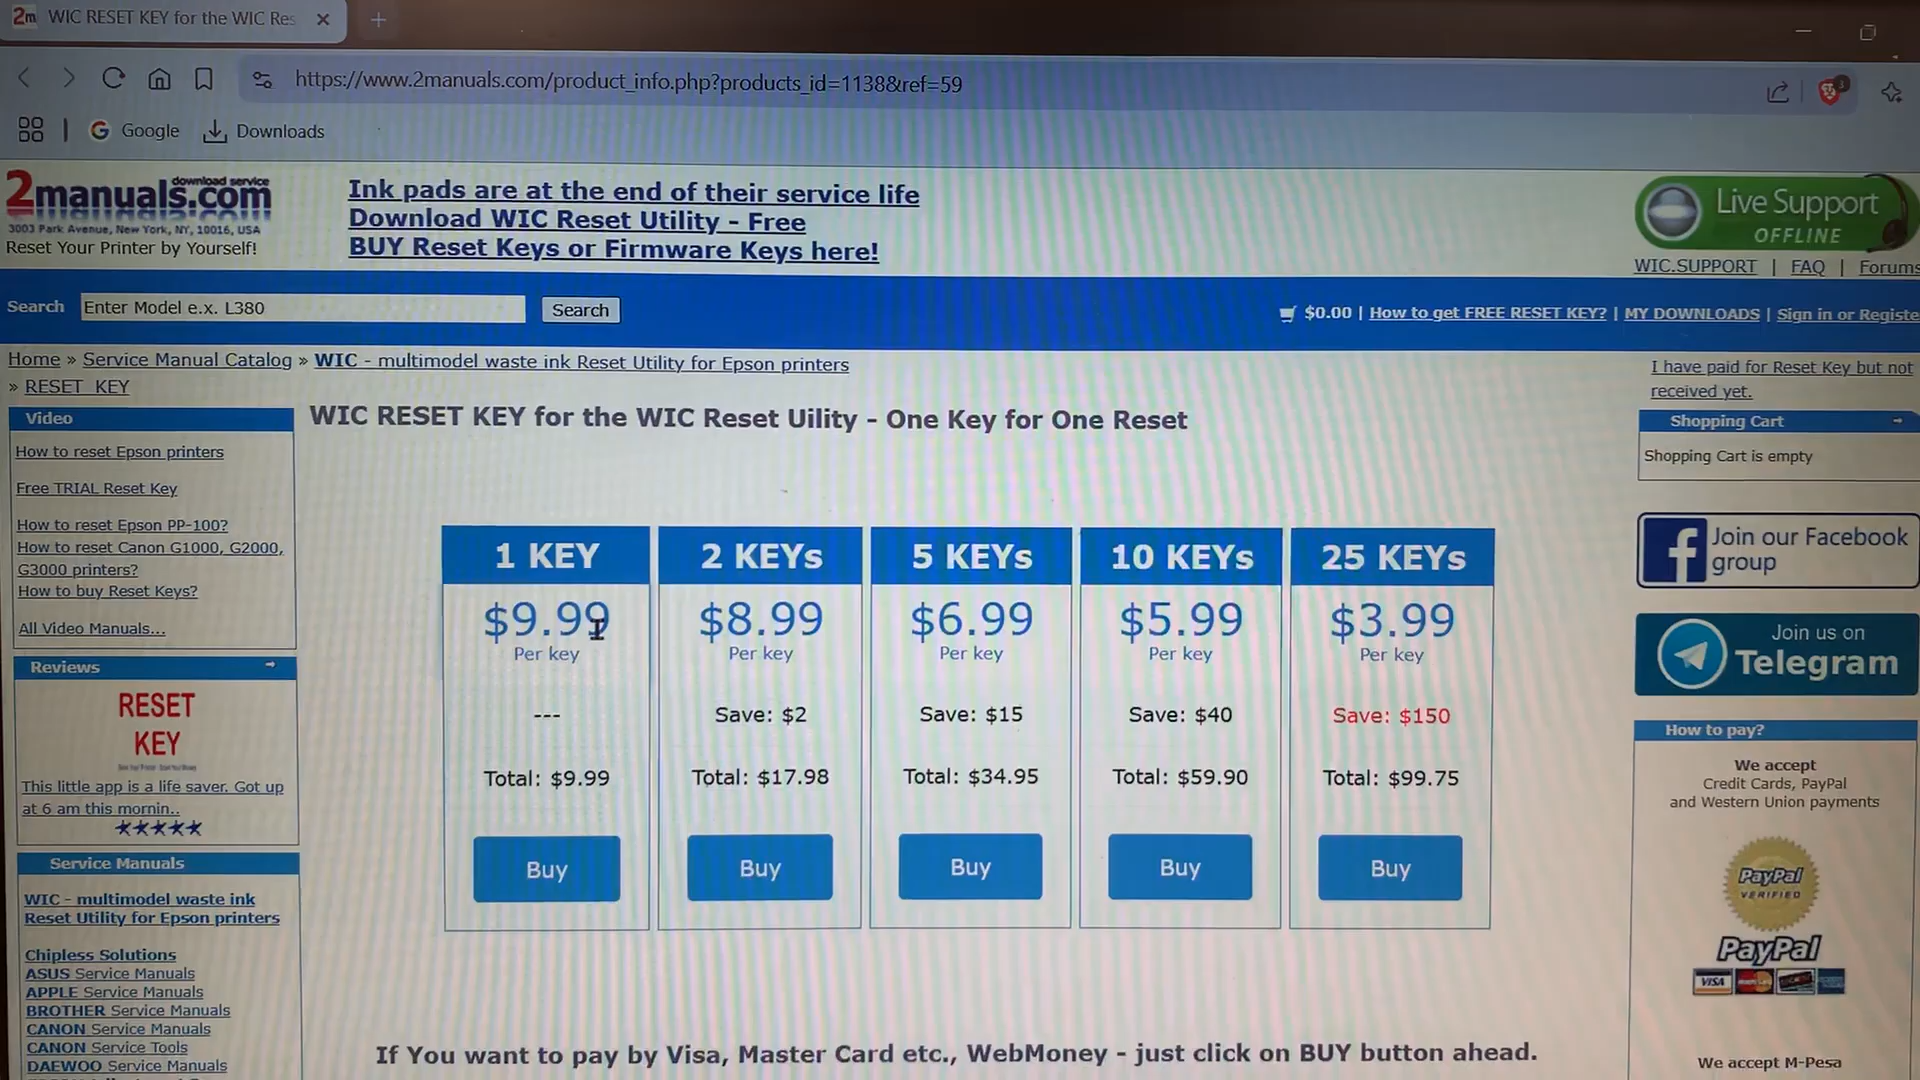 2m WIC RESET KEY for the WIC Res
https://www.2manuals.com/product_info.php?products_id=1138&ref=59
Google
Downloads
download service
2manuals.com
3003 Park Avenue, New York, NY, 10016, USA
Reset Your Printer by Yourself!
Ink pads are at the end of their service life
Download WIC Reset Utility - Free
BUY Reset Keys or Firmware Keys here!
Live Support
OFFLINE
WIC.SUPPORT | FAQ | Forums
Search
Enter Model e.x. L380
Search
$0.00 | How to get FREE RESET KEY? | MY DOWNLOADS | Sign in or Registe
Home » Service Manual Catalog » WIC - multimodel waste ink Reset Utility for Epson printers
» RESET KEY
I have paid for Reset Key but not
received yet.
Video
How to reset Epson printers
Free TRIAL Reset Key
How to reset Epson PP-100?
How to reset Canon G1000, G2000,
G3000 printers?
How to buy Reset Keys?
All Video Manuals...
Reviews
RESET
KEY
This little app is a life saver. Got up
at 6 am this mornin..
Service Manuals
WIC - multimodel waste ink
Reset Utility for Epson printers
Chipless Solutions
ASUS Service Manuals
APPLE Service Manuals
BROTHER Service Manuals
CANON Service Manuals
CANON Service Tools
DAEWOO Service Manuals
WIC RESET KEY for the WIC Reset Uility - One Key for One Reset
1 KEY
$9.99
Per key
---
Total: $9.99
Buy
2 KEYs
$8.99
Per key
Save: $2
Total: $17.98
Buy
5 KEYs
$6.99
Per key
Save: $15
Total: $34.95
Buy
10 KEYs
$5.99
Per key
Save: $40
Total: $59.90
Buy
25 KEYs
$3.99
Per key
Save: $150
Total: $99.75
Buy
If You want to pay by Visa, Master Card etc., WebMoney - just click on BUY button ahead.
Shopping Cart
Shopping Cart is empty
Join our Facebook
group
Join us on
Telegram
How to pay?
We accept
Credit Cards, PayPal
and Western Union payments
PayPal
VERIFIED
PayPal
VISA
We accept M-Pesa